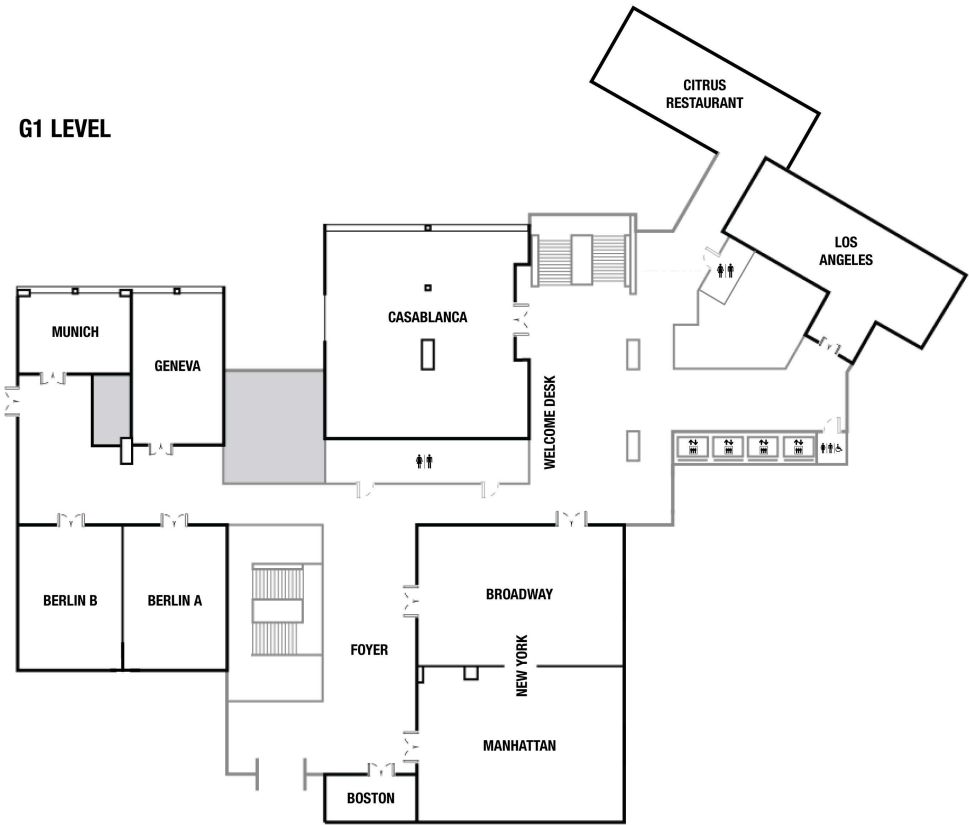 CITRUS
RESTAURANT
G1 LEVEL
LOS
ANGELES
CASABLANCA
MUNICH
GENEVA
WELCOME DESK
BERLIN B
BERLIN A
BROADWAY
FOYER
NEW YORK
MANHATTAN
BOSTON